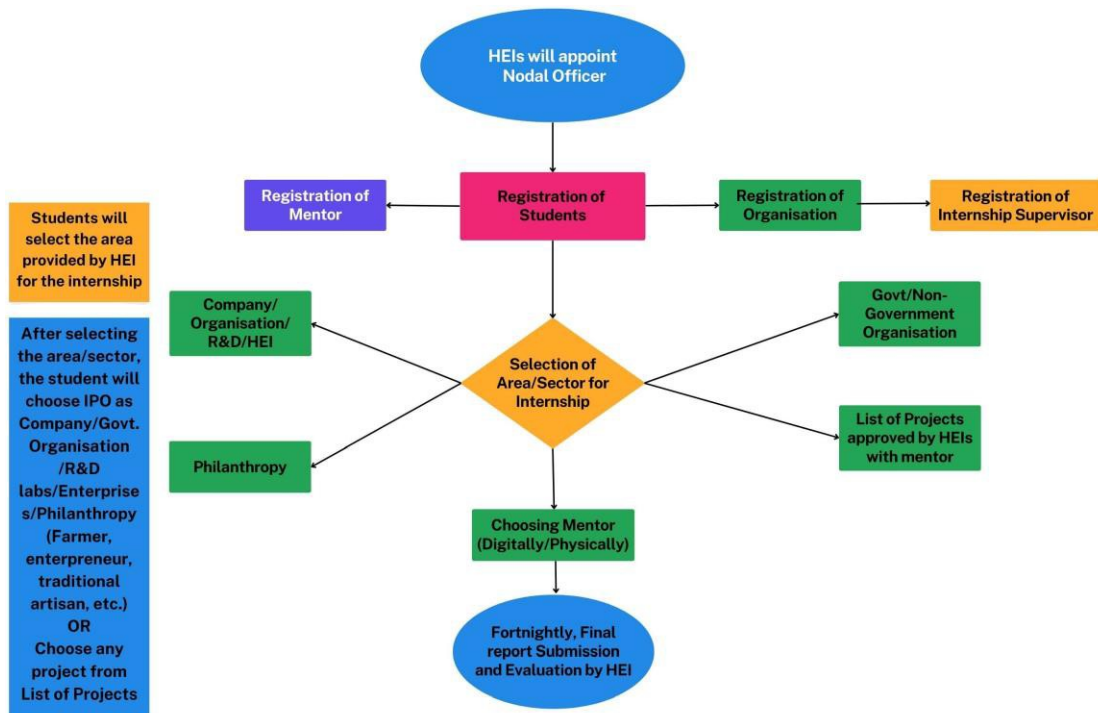 HEIs will appoint
Nodal Officer
Registration of
Mentor
Registration of
Students
Registration of
Organisation
Registration of
Internship Supervisor
Students will
select the area
provided by HEI
for the internship
After selecting
the area/sector,
the student will
choose IPO as
Company/Govt.
Organisation
/R&D
labs/Enterprise
s/Philanthropy
(Farmer,
enterpreneur,
traditional
artisan, etc.)
OR
Choose any
project from
List of Projects
Company/
Organisation/
R&D/HEI
Philanthropy
Selection of
Area/Sector for
Internship
Govt/Non-
Government
Organisation
List of Projects
approved by HEIs
with mentor
Choosing Mentor
(Digitally/Physically)
Fortnightly, Final
report Submission
and Evaluation by HEI